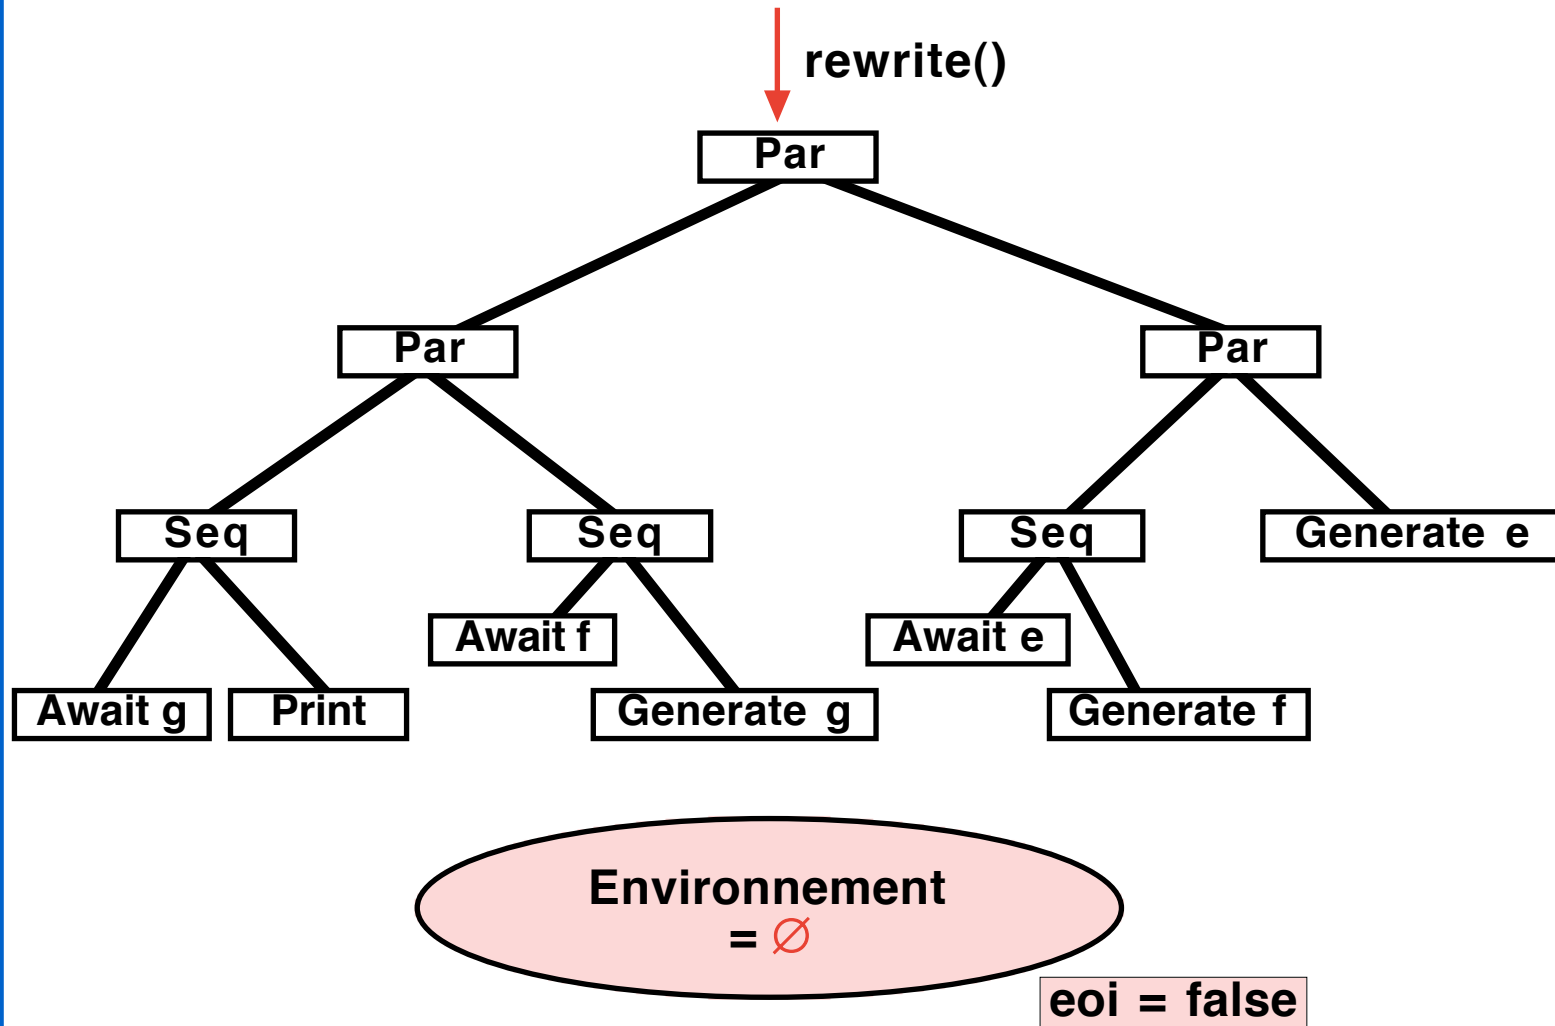 rewrite()
Par
Par
Par
Seq
Seq
Seq
Generate e
Await f
Await e
Await g
Print
Generate g
Generate f
Environnement
= ∅
eoi = false